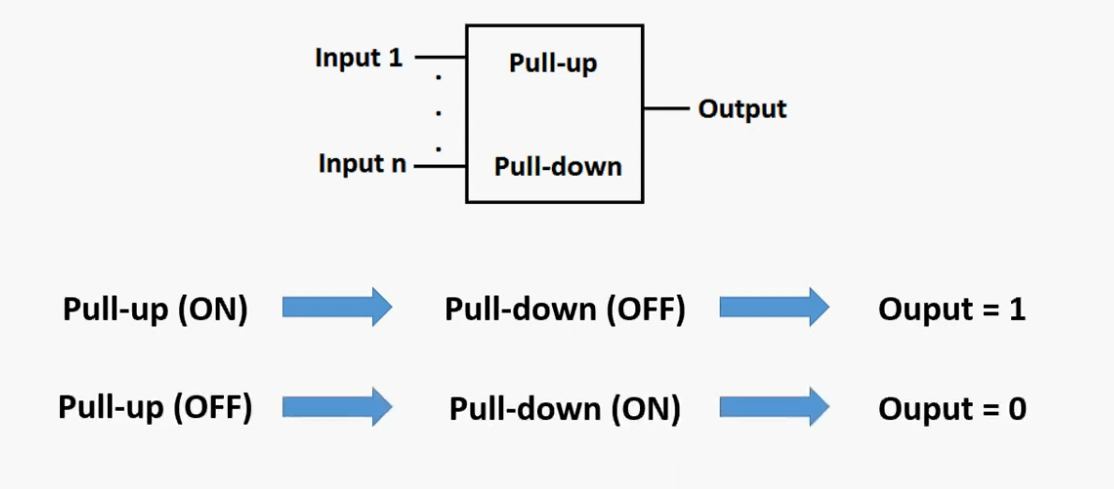 Input 1
Pull-up
Output
Input n
Pull-down
Pull-up (ON) Pull-down (OFF) Ouput = 1
Pull-up (OFF) Pull-down (ON) Ouput = 0